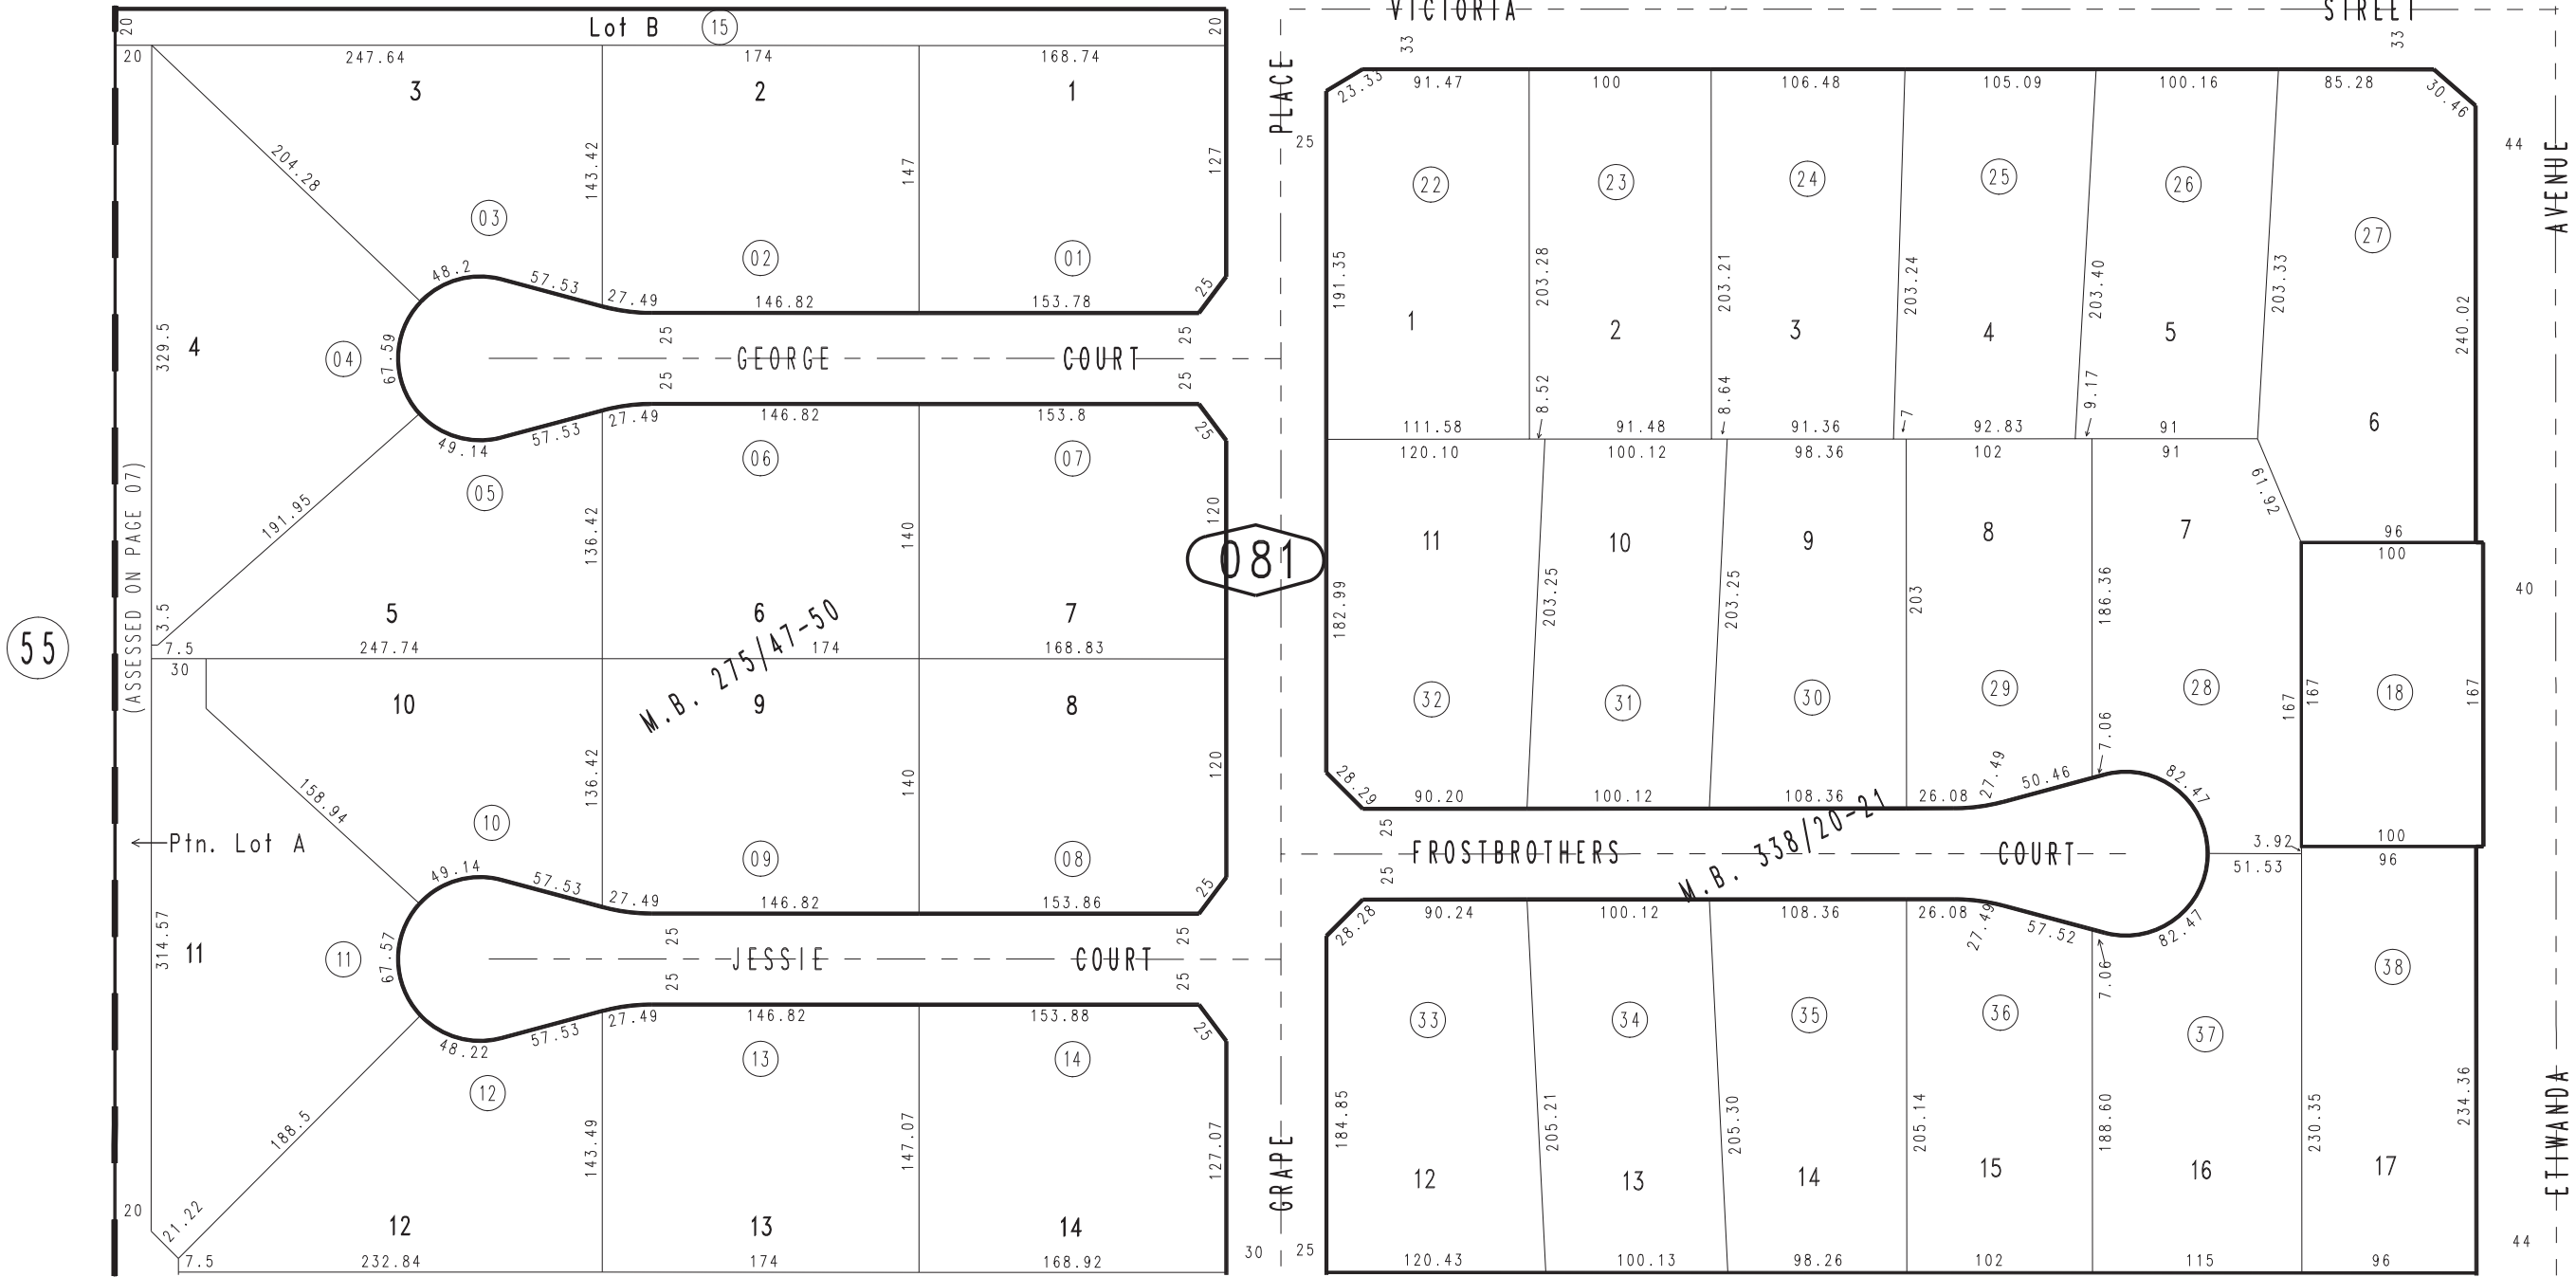 VICTORIA STREET
20 Lot B 15 20
33 33
20 247.64 174 168.74
3 2 1
23.33 91.47 100 106.48 105.09 100.16 85.28 30.46
PLACE
25 44
AVENUE
204.28 143.42 147 127
22 23 24 25 26 27
03 02 01
191.35 203.28 203.21 203.24 203.40 203.33 240.02
48.2 57.53 27.49 146.82 153.78 25
1 2 3 4 5
329.5 4 04 67.59
25 25
GEORGE COURT
25 25
8.52 8.64 7 9.17
6
49.14 57.53 27.49 146.82 153.8 25
111.58 91.48 91.36 92.83 91
120.10 100.12 98.36 102 91
05 06 07
61.92
191.95 136.42 140 120
11 10 9 8 7
96
100
081
(ASSESSED ON PAGE 07)
40
182.99 203.25 203.25 203 186.36
3.5 5 6 7
55
7.5 247.74 174 168.83
30
M.B. 275/47-50
10 9 8
32 31 30 29 28 167 167 18 167
7.06
158.94 136.42 140 120
28.29 90.20 100.12 108.36 26.08 27.49 50.46 82.47
Ptn. Lot A
10 09 08
25
FROSTBROTHERS COURT
M.B. 338/20-21
25
3.92 100
51.53 96
49.14 57.53 27.49 146.82 153.86 25
28.28 90.24 100.12 108.36 26.08 27.49 57.52 82.47
7.06
314.57 11 11 67.57
25 25
JESSIE COURT
25 25
38
33 34 35 36 37
48.22 57.53 27.49 146.82 153.88 25
12 13 14
188.5 143.49 147.07 127.07
184.85 205.21 205.30 205.14 188.60 230.35 234.36
GRAPE
ETIWANDA
12 13 14 15 16 17
20 21.22
12 13 14
30 25 44
7.5 232.84 174 168.92
120.43 100.13 98.26 102 115 96